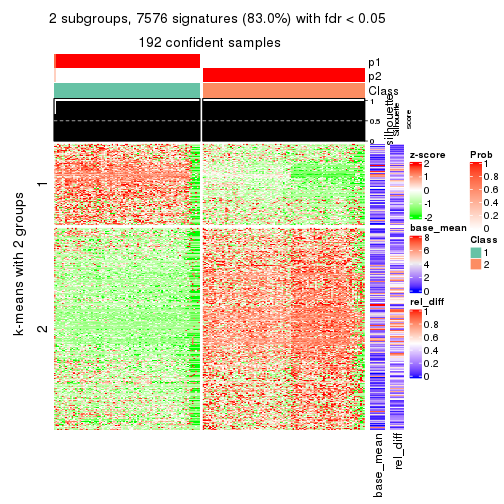 2 subgroups, 7576 signatures (83.0%) with fdr < 0.05
192 confident samples
p1
p2
Class
1
0.5
0
silhouette
Silhouette
score
k-means with 2 groups
1
2
z-score
2
1
0
-1
-2
base_mean
8
6
4
2
0
rel_diff
1
0.8
0.6
0.4
0.2
0
Prob
1
0.8
0.6
0.4
0.2
0
Class
1
2
base_mean
rel_diff